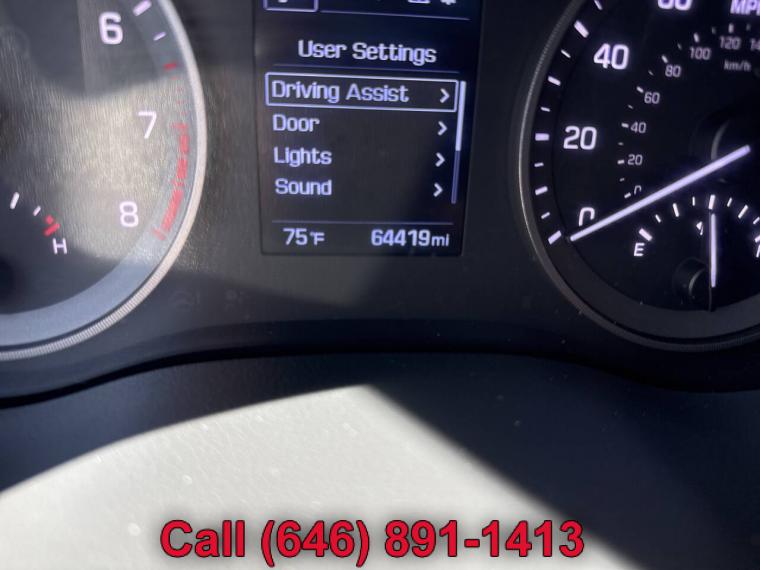 6
7
8
H
User Settings
Driving Assist
Door
Lights
Sound
75°F
64419mi
MPH
40
20
0
120
100
km/h
80
60
40
20
0
E
Call (646) 891-1413